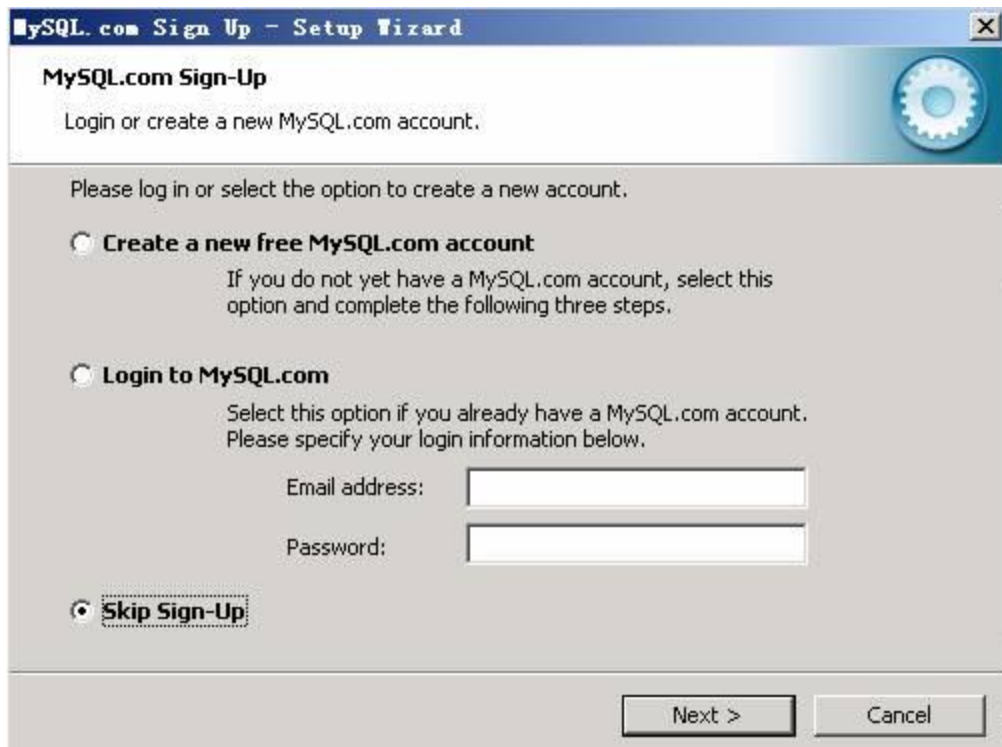 MySQL.com Sign Up - Setup Wizard
MySQL.com Sign-Up
Login or create a new MySQL.com account.
Please log in or select the option to create a new account.
Create a new free MySQL.com account
If you do not yet have a MySQL.com account, select this
option and complete the following three steps.
Login to MySQL.com
Select this option if you already have a MySQL.com account.
Please specify your login information below.
Email address:
Password:
Skip Sign-Up
Next >
Cancel